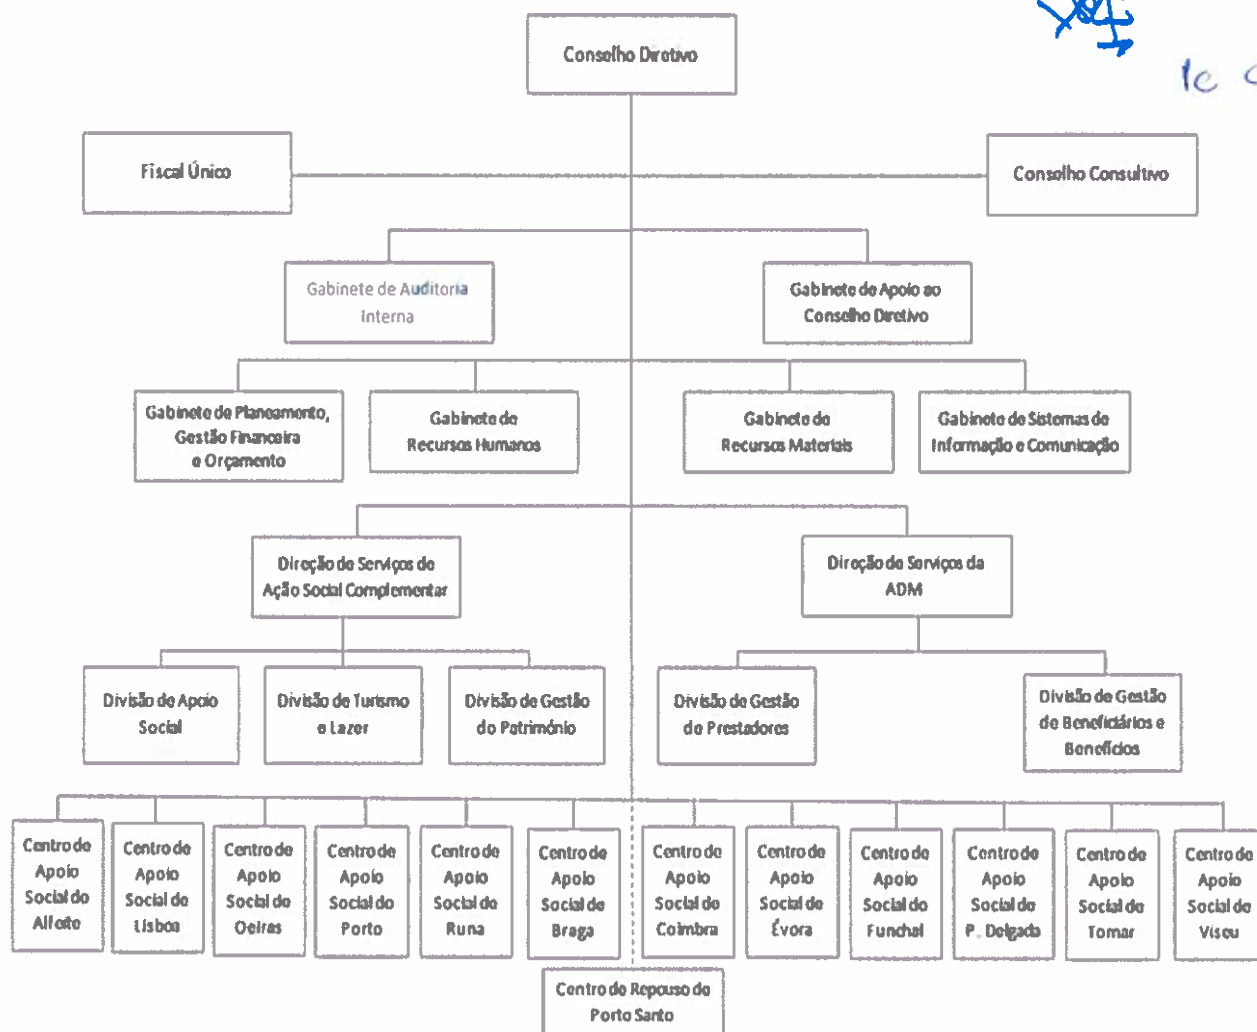 Conselho Diretivo
Fiscal Único
Conselho Consultivo
Gabinete de Auditoria
Interna
Gabinete de Apoio ao
Conselho Diretivo
Gabinete de Planeamento,
Gestão Financeira
e Orçamento
Gabinete de
Recursos Humanos
Gabinete de
Recursos Materiais
Gabinete de Sistemas de
Informação e Comunicação
Direção de Serviços de
Ação Social Complementar
Direção de Serviços da
ADM
Divisão de Apoio
Social
Divisão de Turismo
e Lazer
Divisão de Gestão
do Património
Divisão de Gestão
de Prestadores
Divisão de Gestão
de Beneficiários e
Benefícios
Centro de
Apoio
Social do
Alfeite
Centro de
Apoio
Social de
Lisboa
Centro de
Apoio
Social de
Oeiras
Centro de
Apoio
Social do
Porto
Centro de
Apoio
Social de
Runa
Centro de
Apoio
Social de
Braga
Centro de
Apoio
Social de
Coimbra
Centro de
Apoio
Social de
Évora
Centro de
Apoio
Social do
Funchal
Centro de
Apoio
Social de
P. Delgada
Centro de
Apoio
Social de
Tomar
Centro de
Apoio
Social de
Viseu
Centro de Repouso de
Porto Santo